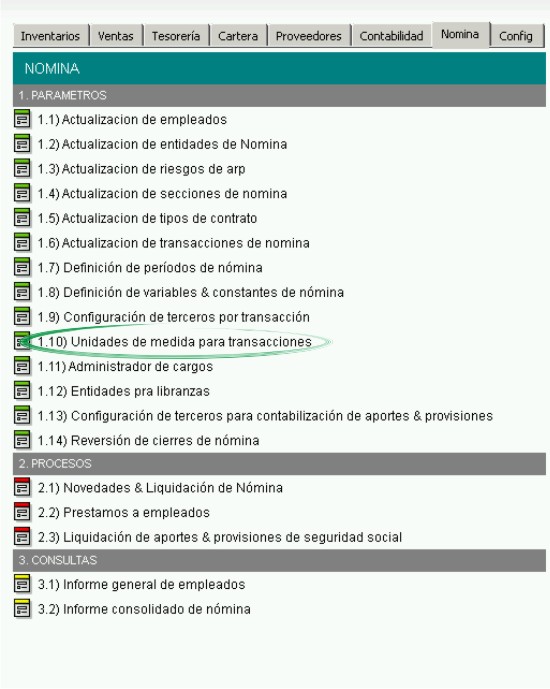 Inventarios Ventas Tesorería Cartera Proveedores Contabilidad Nomina Config
NOMINA
1. PARAMETROS
1.1) Actualizacion de empleados
1.2) Actualizacion de entidades de Nomina
1.3) Actualizacion de riesgos de arp
1.4) Actualizacion de secciones de nomina
1.5) Actualizacion de tipos de contrato
1.6) Actualizacion de transacciones de nomina
1.7) Definición de períodos de nómina
1.8) Definición de variables & constantes de nómina
1.9) Configuración de terceros por transacción
1.10) Unidades de medida para transacciones
1.11) Administrador de cargos
1.12) Entidades pra libranzas
1.13) Configuración de terceros para contabilización de aportes & provisiones
1.14) Reversión de cierres de nómina
2. PROCESOS
2.1) Novedades & Liquidación de Nómina
2.2) Prestamos a empleados
2.3) Liquidación de aportes & provisiones de seguridad social
3. CONSULTAS
3.1) Informe general de empleados
3.2) Informe consolidado de nómina